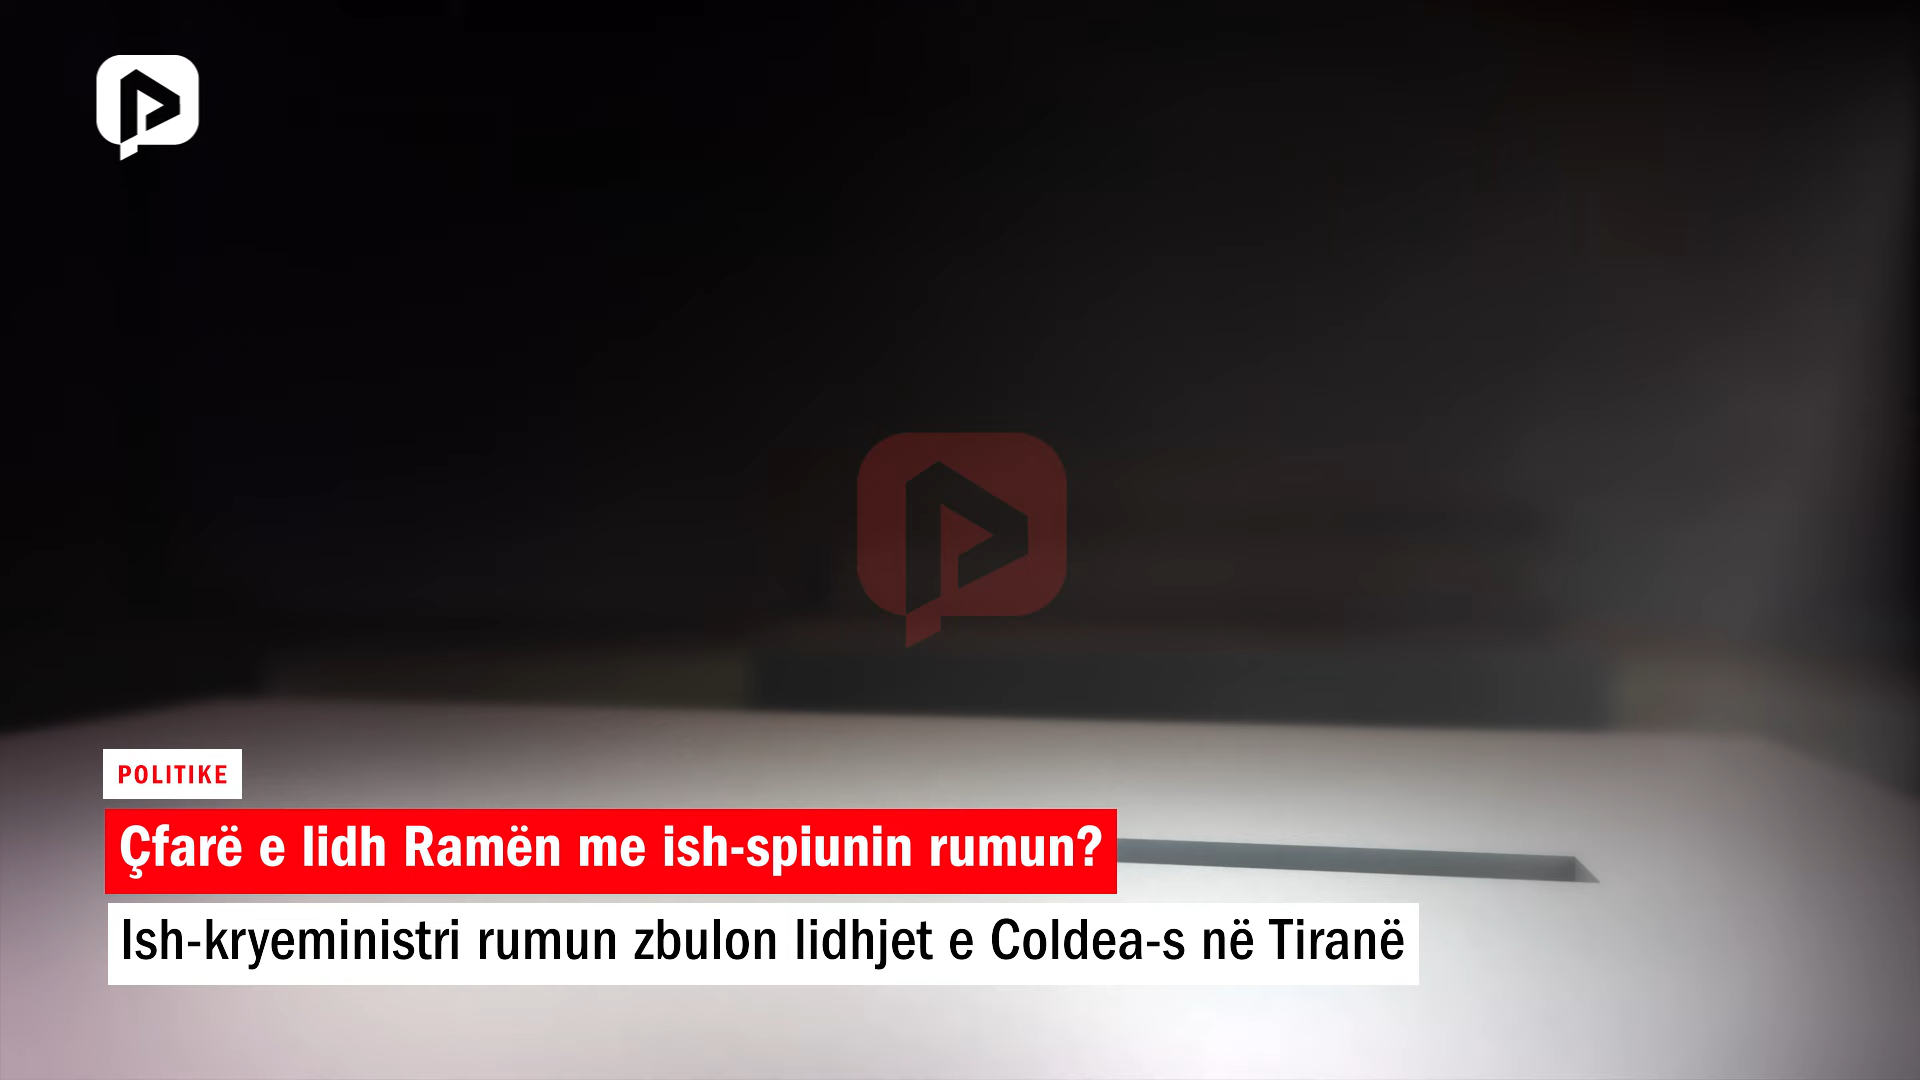 POLITIKE
Çfarë e lidh Ramën me ish-spiunin rumun?
Ish-kryeministri rumun zbulon lidhjet e Coldea-s në Tiranë